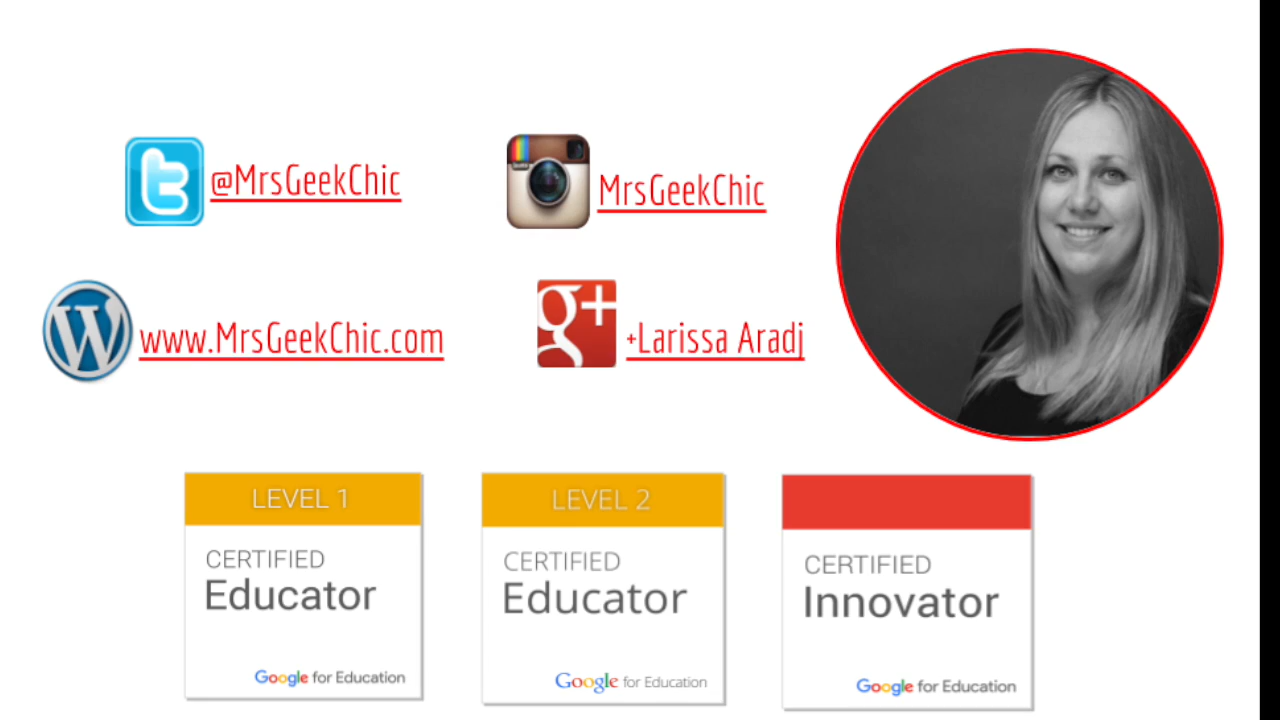 @MrsGeekChic
MrsGeekChic
www.MrsGeekChic.com
g+
+Larissa Aradj
LEVEL 1
CERTIFIED
Educator
Google for Education
LEVEL 2
CERTIFIED
Educator
Google for Education
CERTIFIED
Innovator
Google for Education